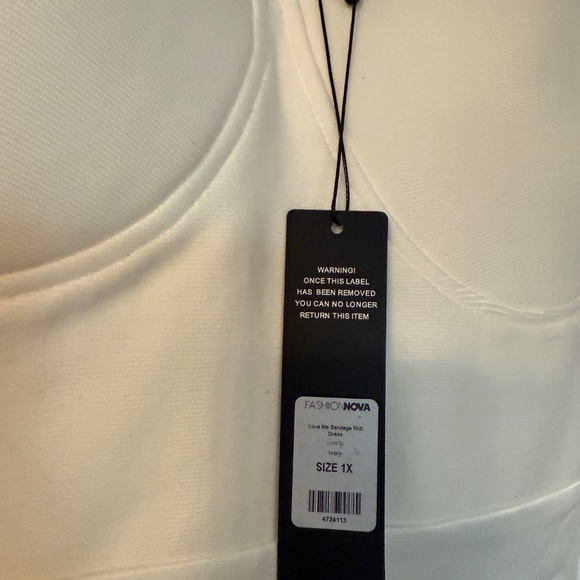 WARNING!
ONCE THIS LABEL
HAS BEEN REMOVED
YOU CAN NO LONGER
RETURN THIS ITEM
FASHIONNOVA
Love Me Bandage Midi
Dress
Ivory
SIZE 1X
4724113